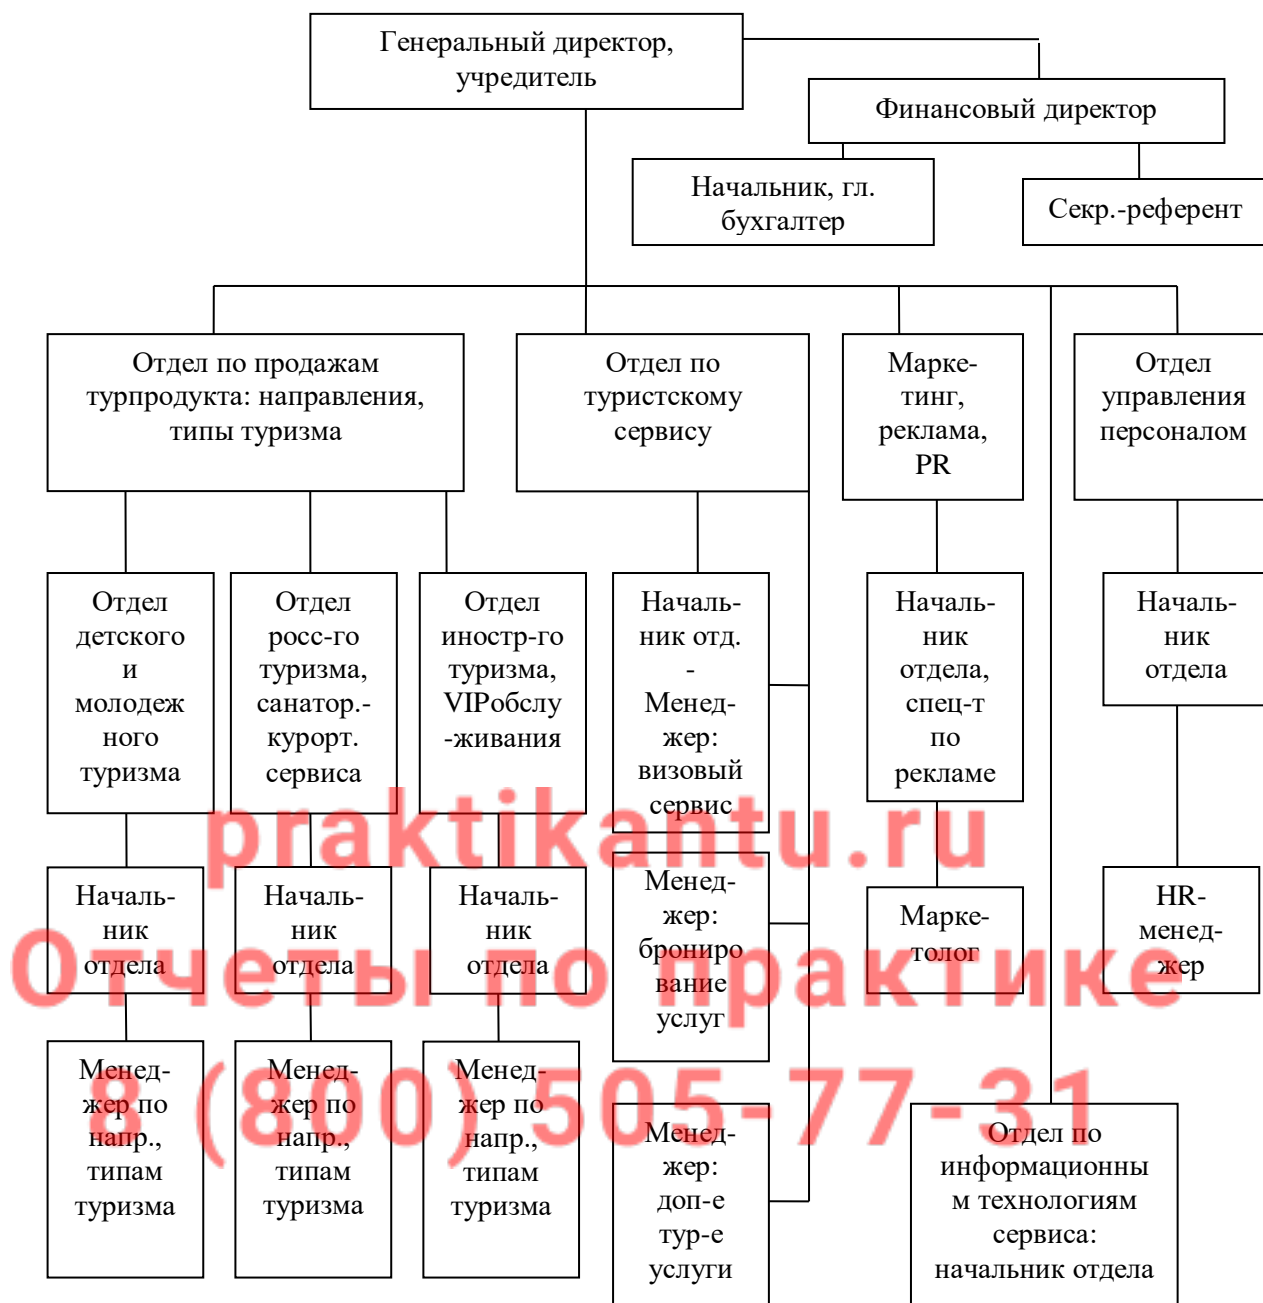 Генеральный директор,
учредитель
Финансовый директор
Начальник, гл.
бухгалтер
Секр.-референт
Отдел по продажам
турпродукта: направления,
типы туризма
Отдел по
туристскому
сервису
Марке-
тинг,
реклама,
PR
Отдел
управления
персоналом
Отдел
детского
и
молодеж
ного
туризма
Отдел
росс-го
туризма,
санатор.-
курорт.
сервиса
Отдел
иностр-го
туризма,
VIPобслу
-живания
Началь-
ник отд.
-
Менед-
жер:
визовый
сервис
Началь-
ник
отдела,
спец-т
по
рекламе
Началь-
ник
отдела
praktikantu.ru
Началь-
ник
отдела
Началь-
ник
отдела
Началь-
ник
отдела
Менед-
жер:
брониро
вание
услуг
Марке-
толог
HR-
менед-
жер
Отчеты по практике
Менед-
жер по
напр.,
типам
туризма
Менед-
жер по
напр.,
типам
туризма
Менед-
жер по
напр.,
типам
туризма
8 (800) 505-77-31
Менед-
жер:
доп-е
тур-е
услуги
Отдел по
информационны
м технологиям
сервиса:
начальник отдела